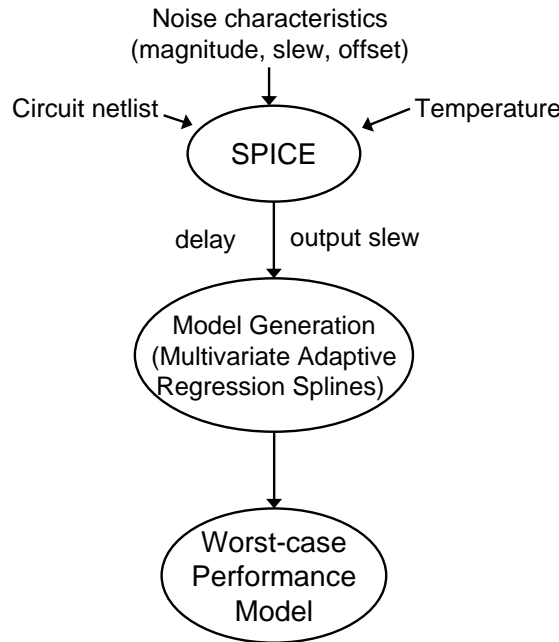 Noise characteristics
(magnitude, slew, offset)
Circuit netlist
Temperature
SPICE
delay
output slew
Model Generation
(Multivariate Adaptive
Regression Splines)
Worst-case
Performance
Model